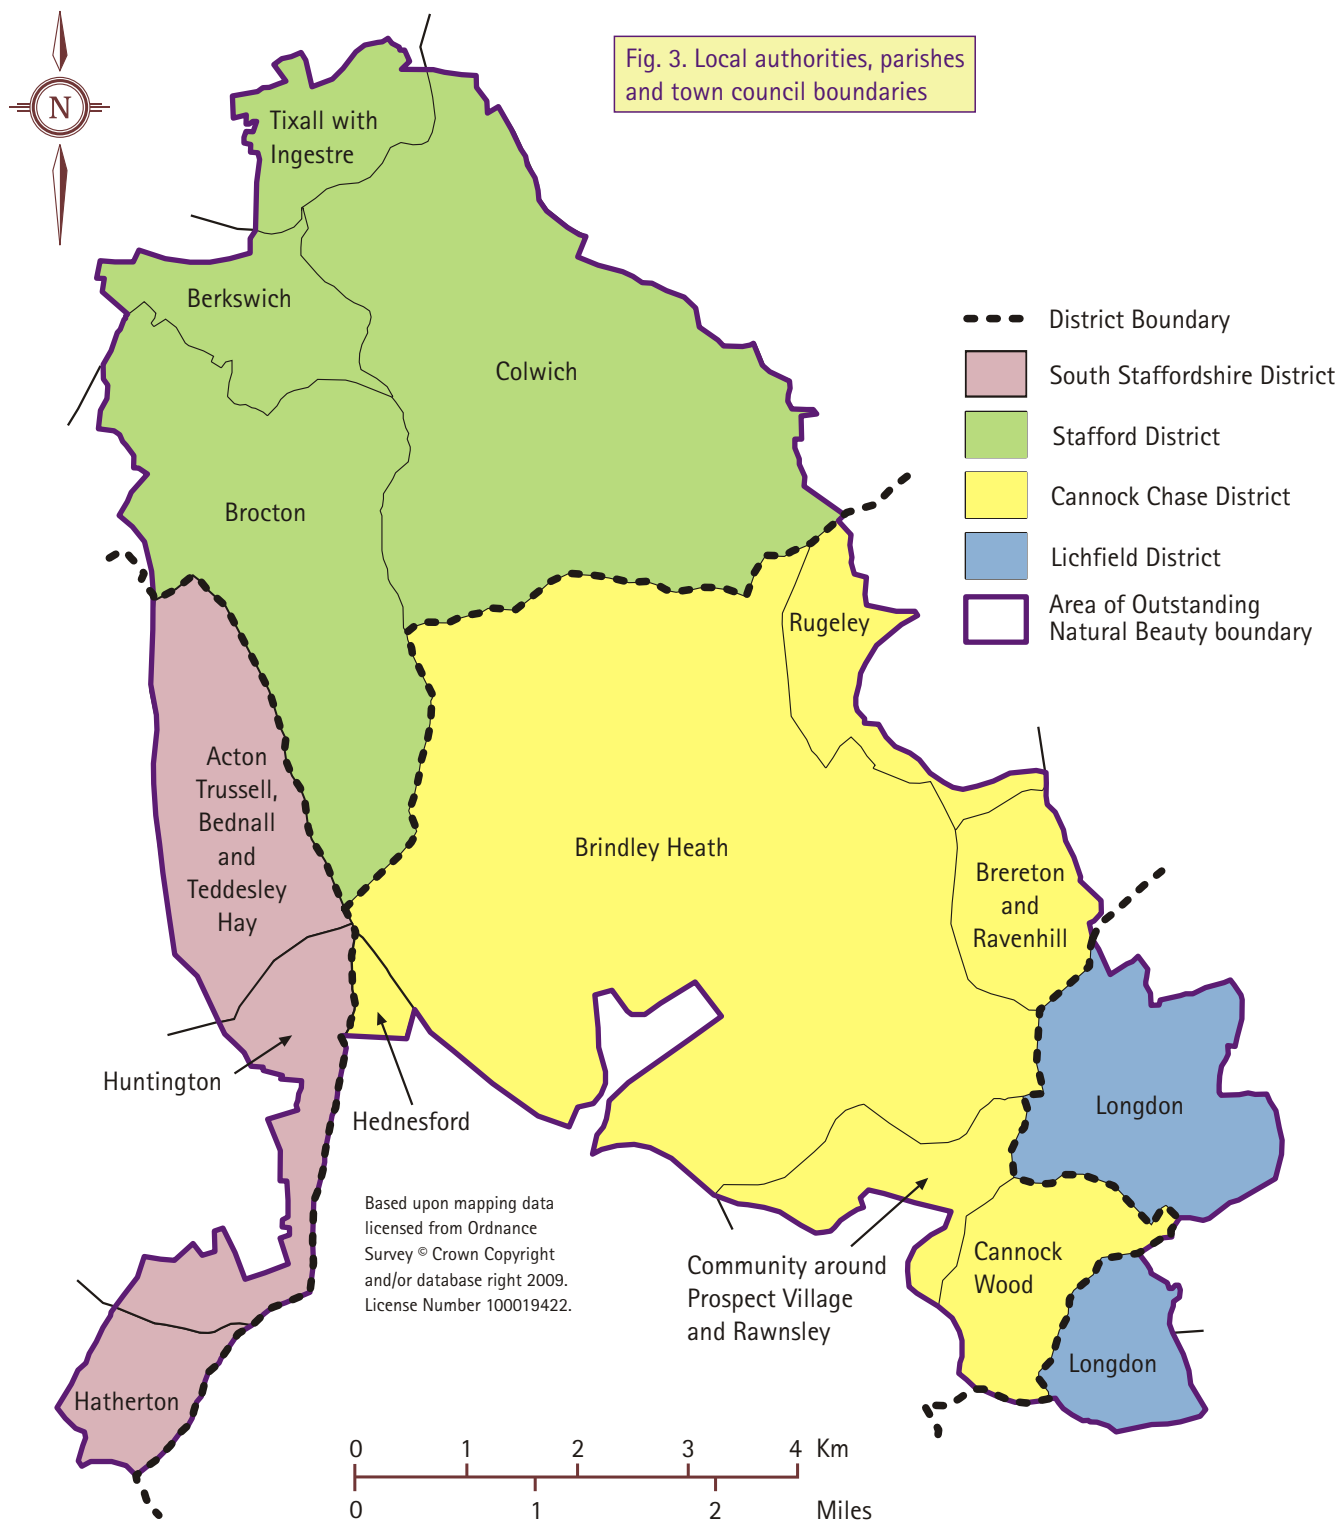 N
Fig. 3. Local authorities, parishes
and town council boundaries
Tixall with
Ingestre
Berkswich
Colwich
Brocton
District Boundary
South Staffordshire District
Stafford District
Cannock Chase District
Lichfield District
Area of Outstanding
Natural Beauty boundary
Rugeley
Acton
Trussell,
Bednall
and
Teddesley
Hay
Brindley Heath
Brereton
and
Ravenhill
Huntington
Hednesford
Longdon
Based upon mapping data
licensed from Ordnance
Survey © Crown Copyright
and/or database right 2009.
License Number 100019422.
Community around
Prospect Village
and Rawnsley
Cannock
Wood
Longdon
Hatherton
0 1 2 3 4 Km
0 1 2 Miles